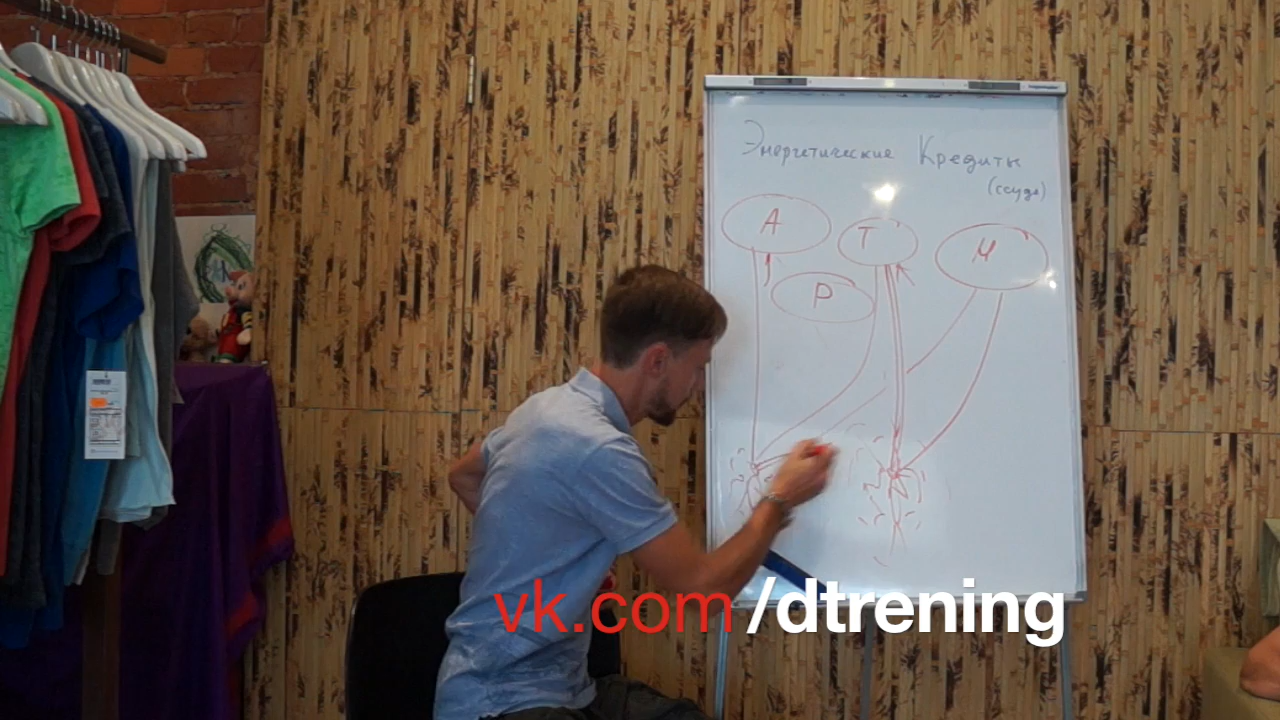 Энергетические Кредиты
(ссуды)
А
Т
М
Р
vk.com/dtrening